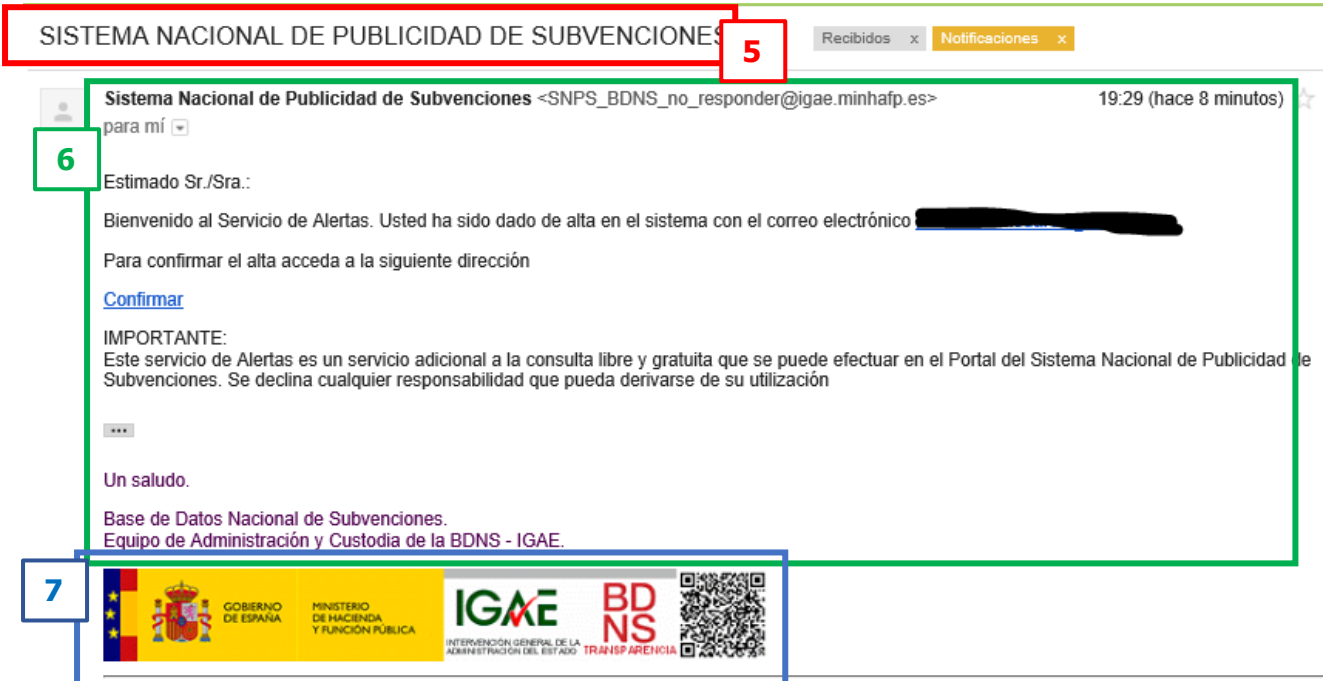 SISTEMA NACIONAL DE PUBLICIDAD DE SUBVENCIONES
5
Recibidos x Notificaciones x
Sistema Nacional de Publicidad de Subvenciones <SNPS_BDNS_no_responder@igae.minhafp.es> 19:29 (hace 8 minutos)
para mí
6
Estimado Sr./Sra.:
Bienvenido al Servicio de Alertas. Usted ha sido dado de alta en el sistema con el correo electrónico
Para confirmar el alta acceda a la siguiente dirección
Confirmar
IMPORTANTE:
Este servicio de Alertas es un servicio adicional a la consulta libre y gratuita que se puede efectuar en el Portal del Sistema Nacional de Publicidad de
Subvenciones. Se declina cualquier responsabilidad que pueda derivarse de su utilización
...
Un saludo.
Base de Datos Nacional de Subvenciones.
Equipo de Administración y Custodia de la BDNS - IGAE.
7
GOBIERNO
DE ESPAÑA
MINISTERIO
DE HACIENDA
Y FUNCIÓN PÚBLICA
IGAE
INTERVENCIÓN GENERAL DE LA
ADMINISTRACIÓN DEL ESTADO
BD
NS
TRANSPARENCIA